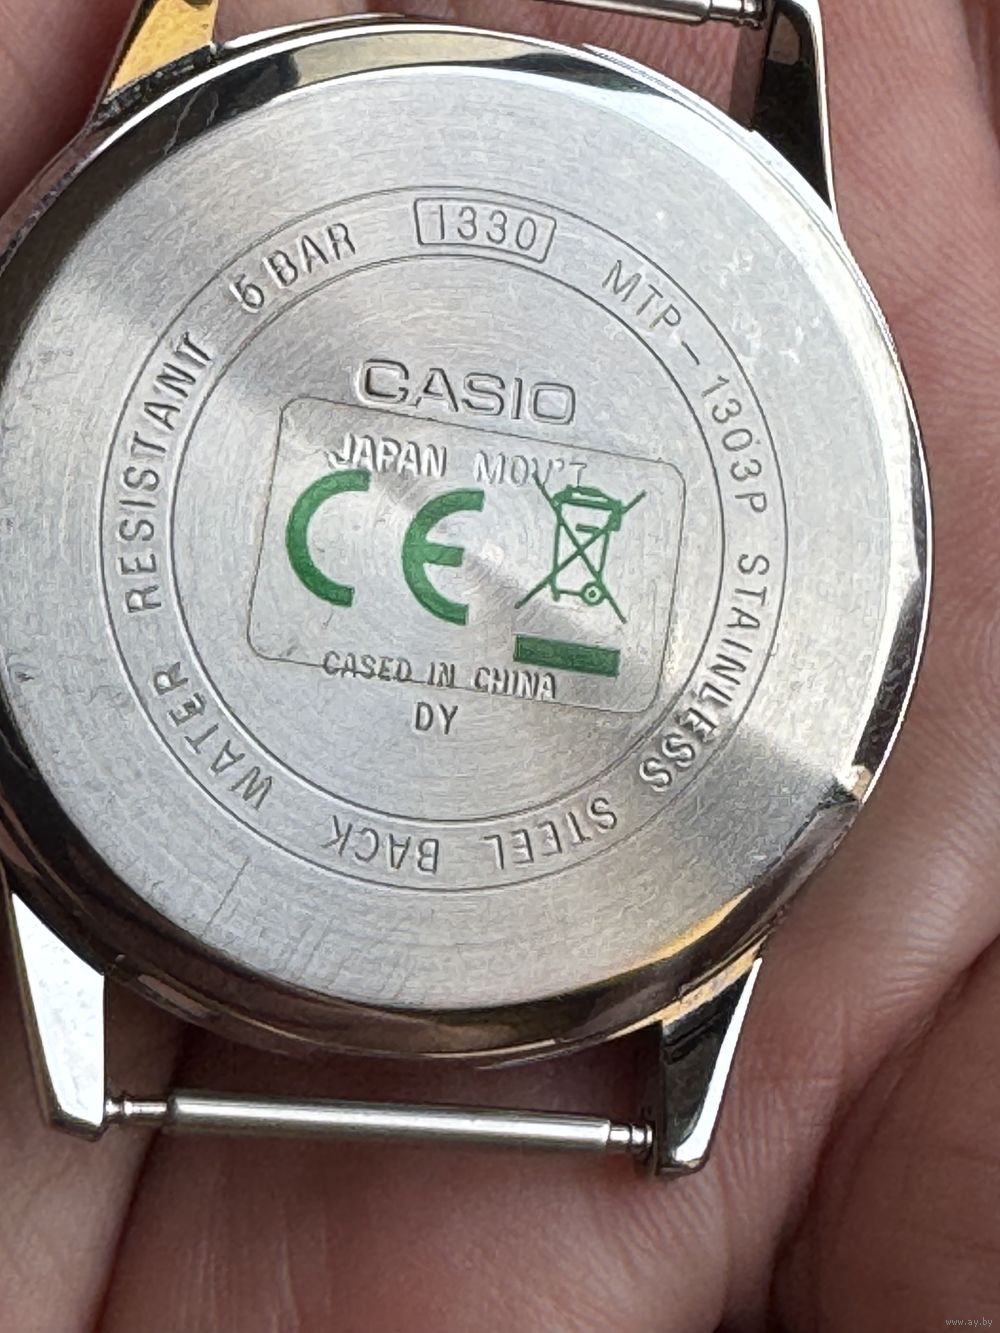 1330
MTP-1303P STAINLESS STEEL BACK WATER RESISTANT 5 BAR
CASIO
JAPAN MOV'T
CE
CASED IN CHINA
DY
www.ay.by